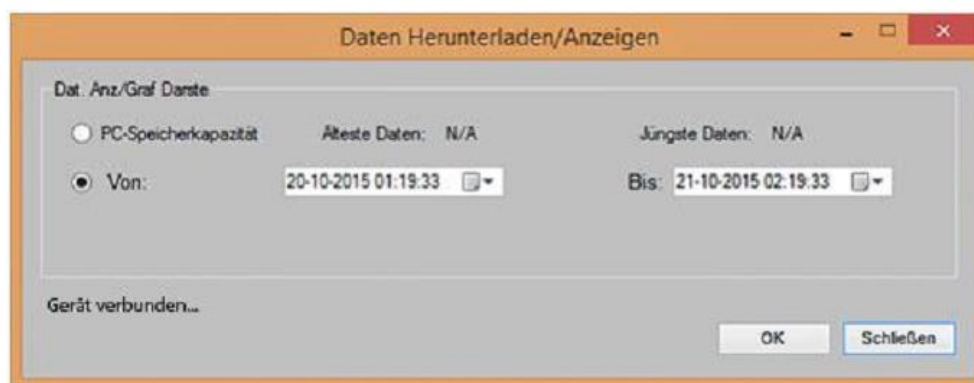 Daten Herunterladen/Anzeigen
Dat. Anz/Graf Darste
PC-Speicherkapazität Älteste Daten: N/A Jüngste Daten: N/A
Von: 20-10-2015 01:19:33 Bis: 21-10-2015 02:19:33
Gerät verbunden...
OK Schließen